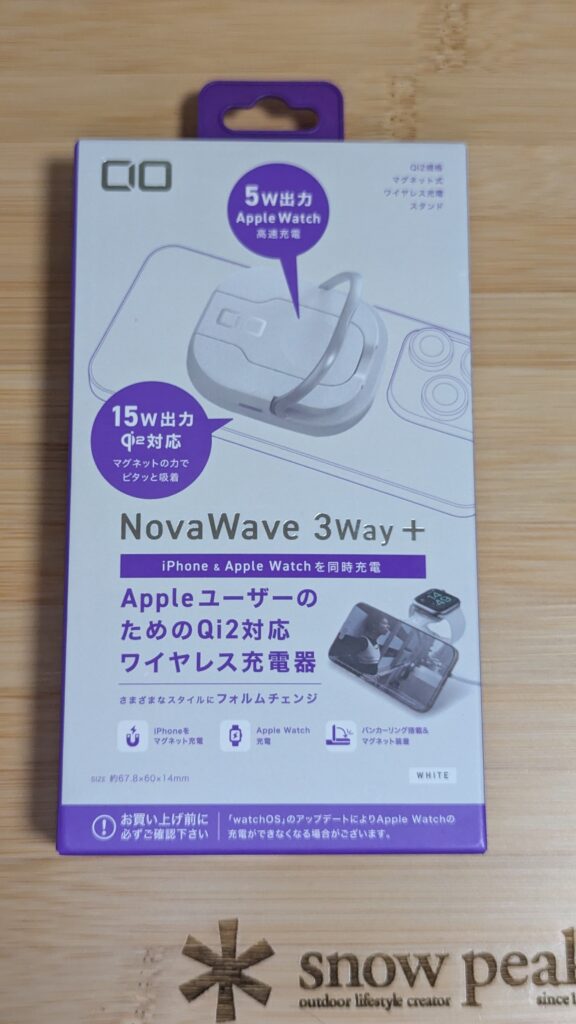 CIO
5W出力
Apple Watch
高速充電
Qi2規格
マグネット式
ワイヤレス充電
スタンド
15W出力
Qi2対応
マグネットの力で
ピタッと吸着
NovaWave 3Way+
iPhone & Apple Watchを同時充電
Appleユーザーの
ためのQi2対応
ワイヤレス充電器
さまざまなスタイルにフォルムチェンジ
iPhoneを
マグネット充電
Apple Watch
充電
バンカーリング搭載&
マグネット装着
SIZE 約67.8×60×14mm
WHITE
お買い上げ前に
必ずご確認下さい
「watchOS」のアップデートによりApple Watchの
充電ができなくなる場合がございます。
snow peak
outdoor lifestyle creator
since 1